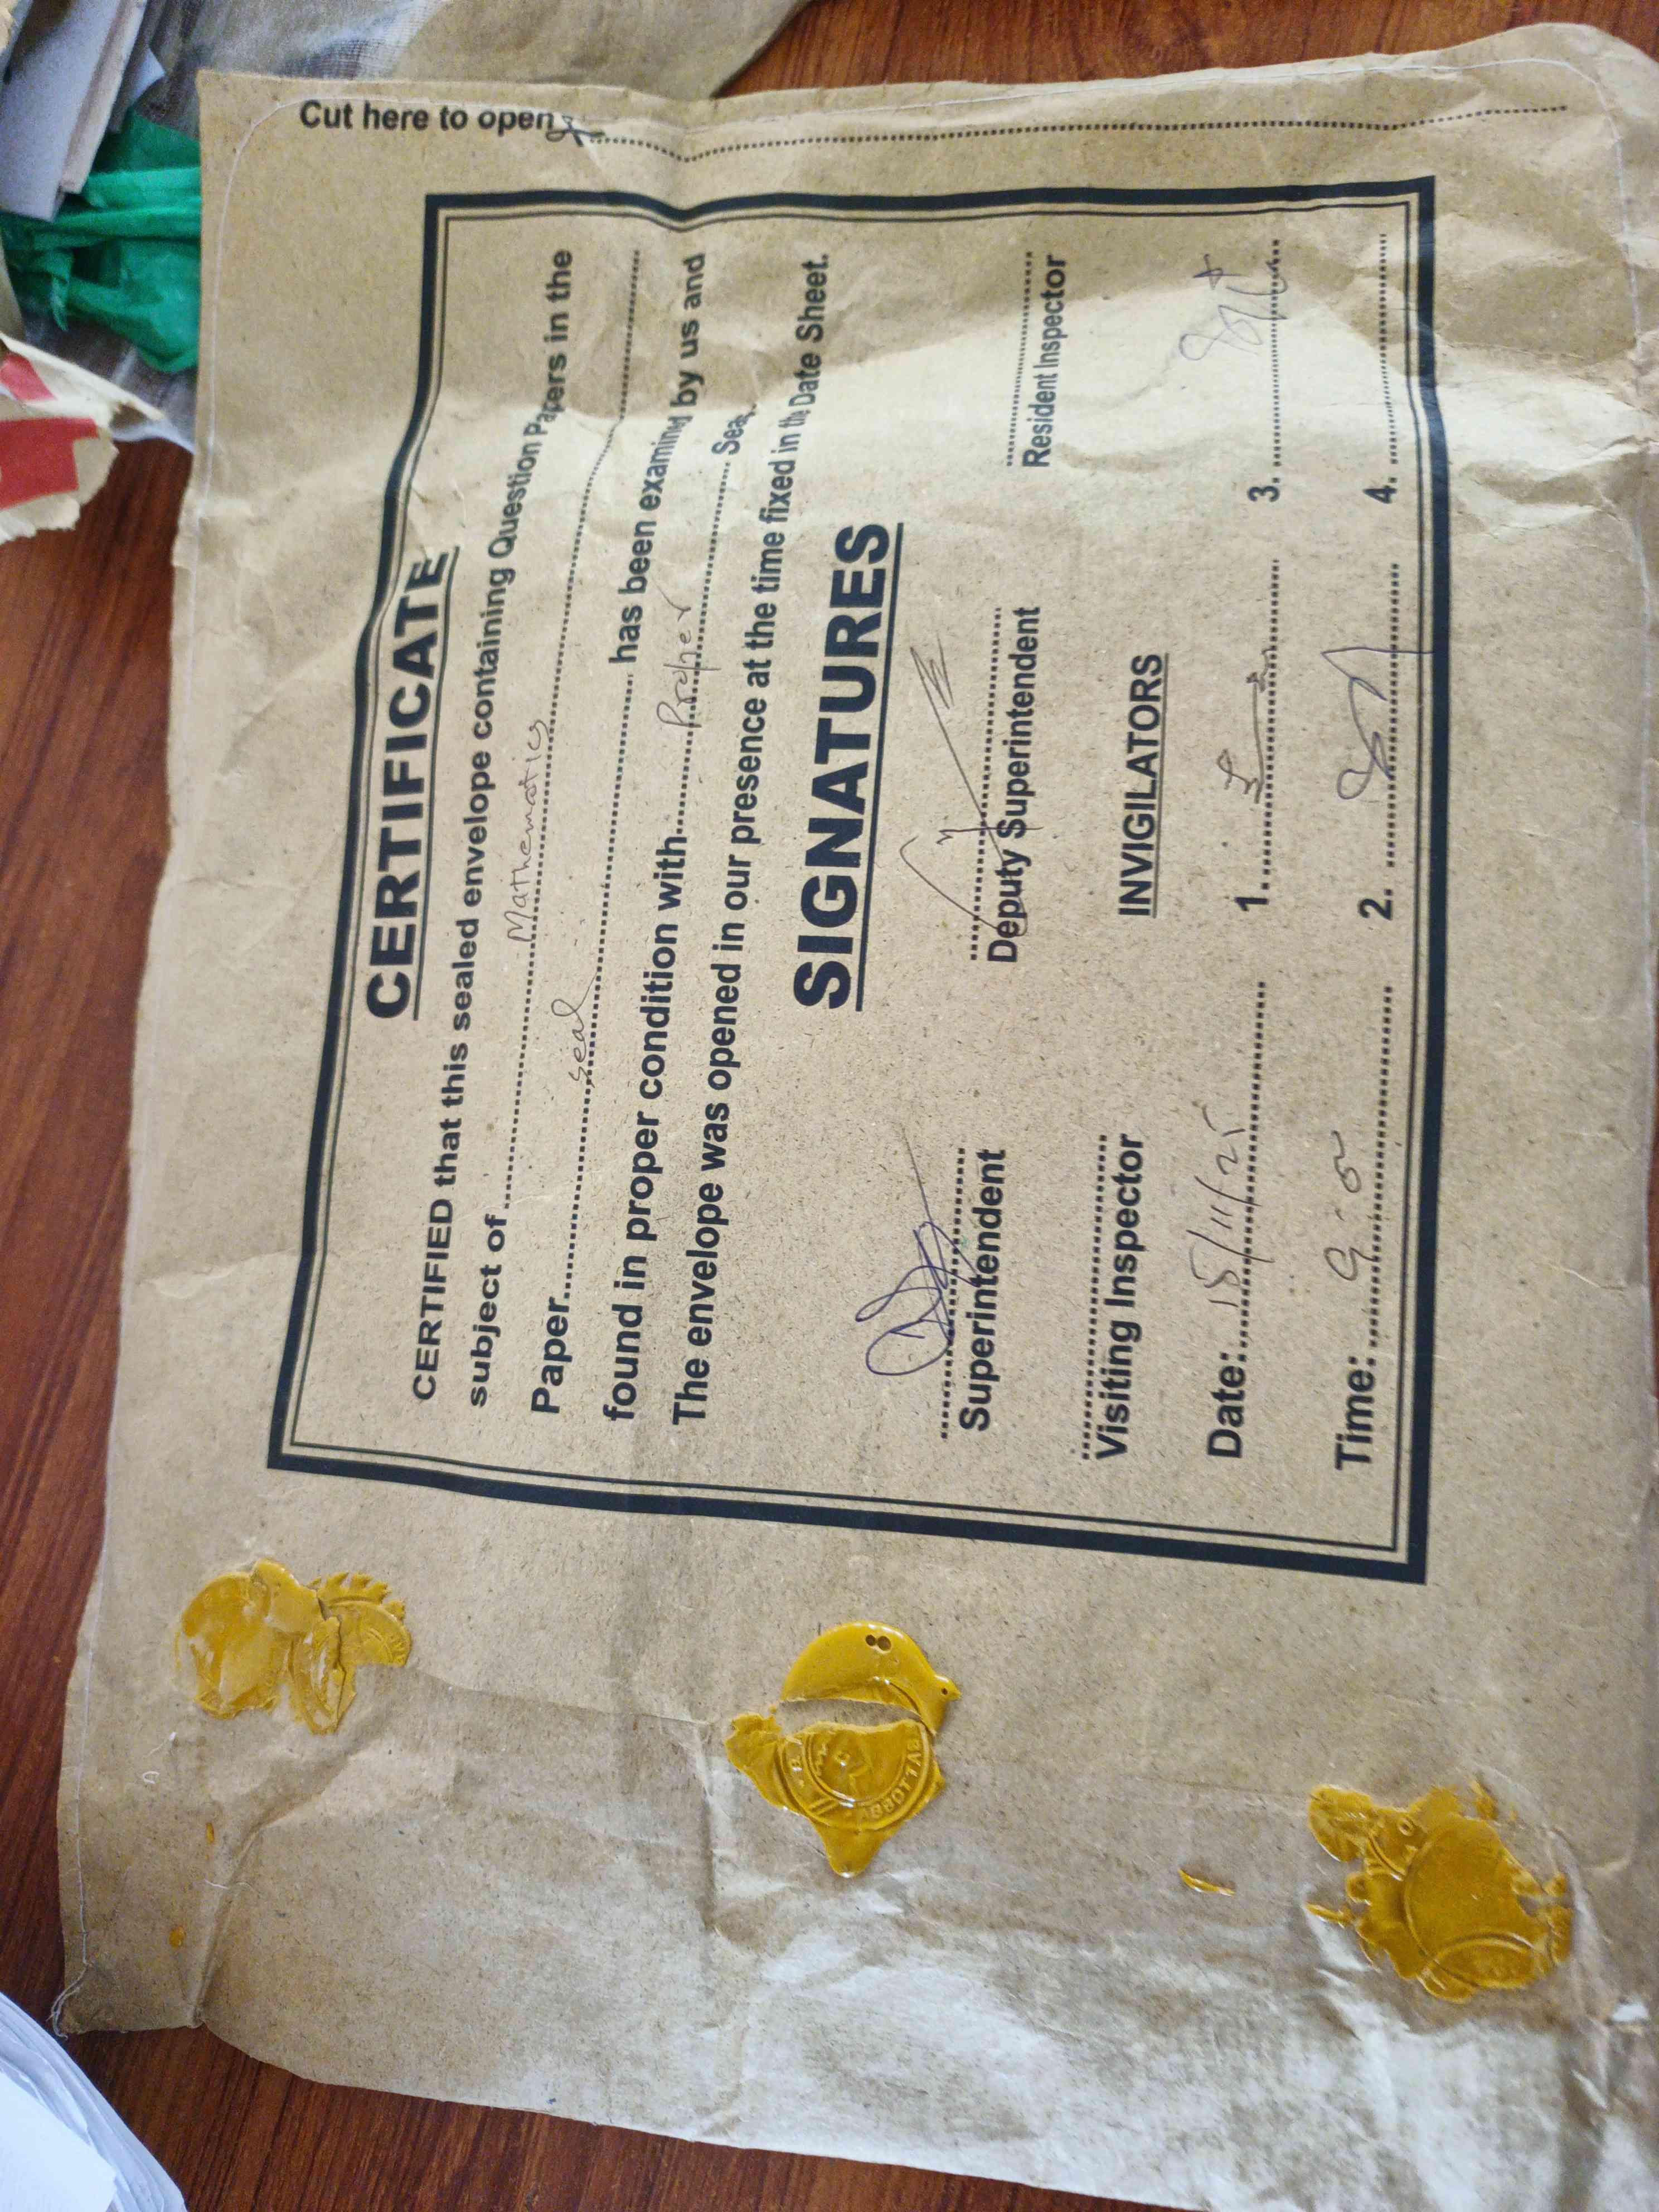 Cut here to open
CERTIFICATE
CERTIFIED that this sealed envelope containing Question Papers in the
subject of Mathematics
Paper seal
has been examined by us and
found in proper condition with Proper Seal.
The envelope was opened in our presence at the time fixed in the Date Sheet.
SIGNATURES
Superintendent
Deputy Superintendent
Resident Inspector
Visiting Inspector
INVIGILATORS
Date: 15/11/25
1.
3.
Time: 9:0
2.
4.
ABBOTTAB